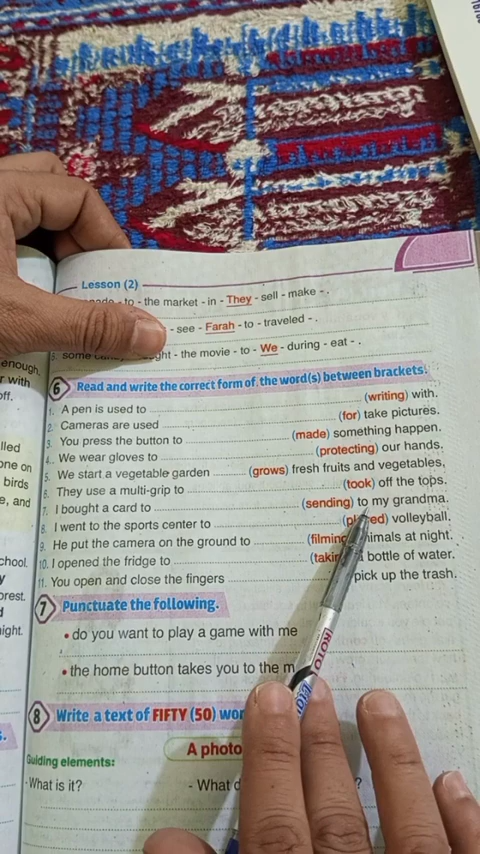 Lesson (2)
to - the market - in - They - sell - make - .
- see - Farah - to - traveled - .
some - the movie - to - We - during - eat - .
6 Read and write the correct form of the word(s) between brackets.
1. A pen is used to (writing) with.
2. Cameras are used (for) take pictures.
3. You press the button to (made) something happen.
4. We wear gloves to (protecting) our hands.
5. We start a vegetable garden (grows) fresh fruits and vegetables.
6. They use a multi-grip to (took) off the tops.
7. I bought a card to (sending) to my grandma.
8. I went to the sports center to volleyball.
9. He put the camera on the ground to (filming animals at night.
10. I opened the fridge to bottle of water.
11. You open and close the fingers pick up the trash.
7 Punctuate the following.
• do you want to play a game with me
• the home button takes you to the
8 Write a text of FIFTY (50)
A photo
Guiding elements:
- What is it? - What ?
enough,
r with
off.
lled
one on
birds
e, and
chool.
y
orest.
d
night.
s.